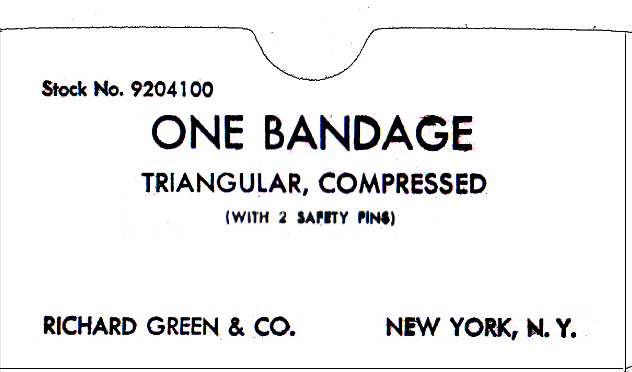 Stock No. 9204100
ONE BANDAGE
TRIANGULAR, COMPRESSED
(WITH 2 SAFETY PINS)
RICHARD GREEN & CO. NEW YORK, N. Y.